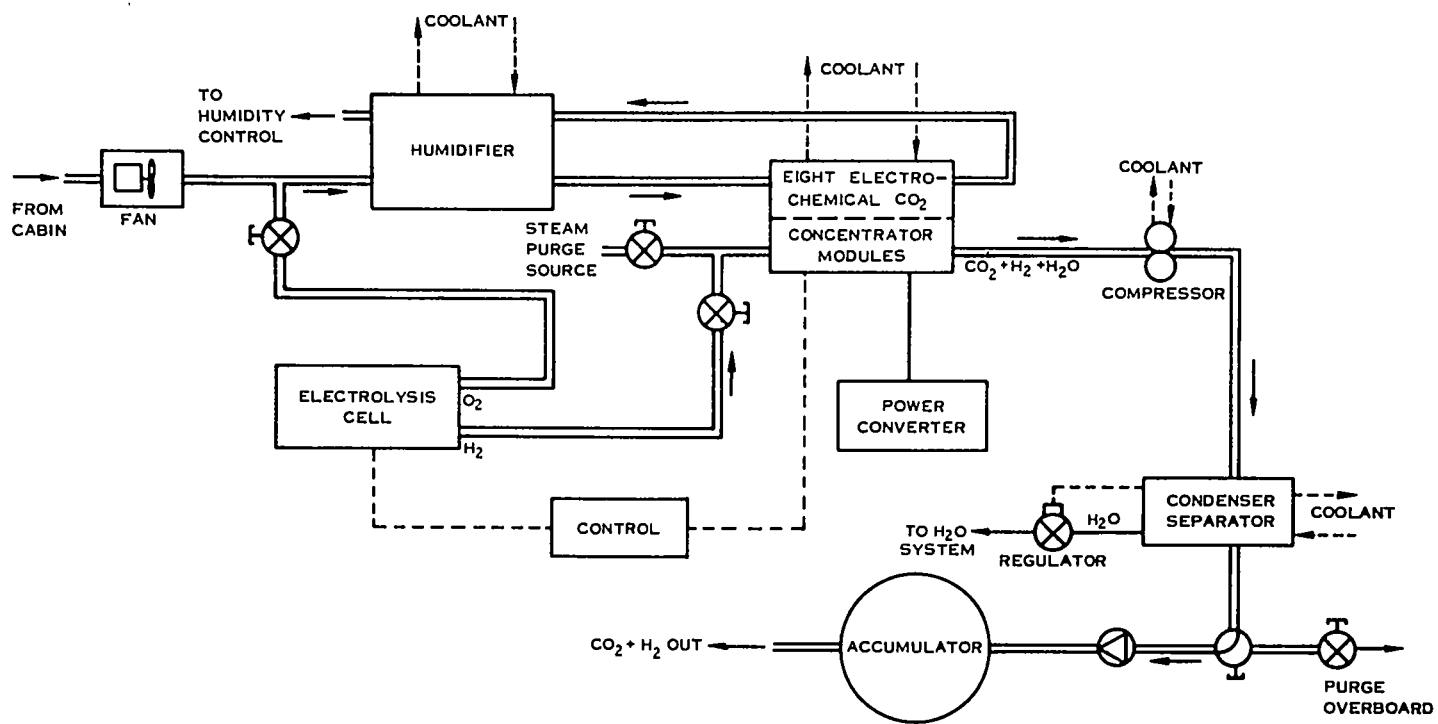 COOLANT
COOLANT
TO
HUMIDITY
CONTROL
HUMIDIFIER
FROM
CABIN
FAN
EIGHT ELECTRO-
CHEMICAL CO2
CONCENTRATOR
MODULES
COOLANT
STEAM
PURGE
SOURCE
CO2 + H2 + H2O
COMPRESSOR
ELECTROLYSIS
CELL
O2
H2
POWER
CONVERTER
CONTROL
CONDENSER
SEPARATOR
COOLANT
H2O
TO H2O
SYSTEM
REGULATOR
CO2 + H2 OUT
ACCUMULATOR
PURGE
OVERBOARD